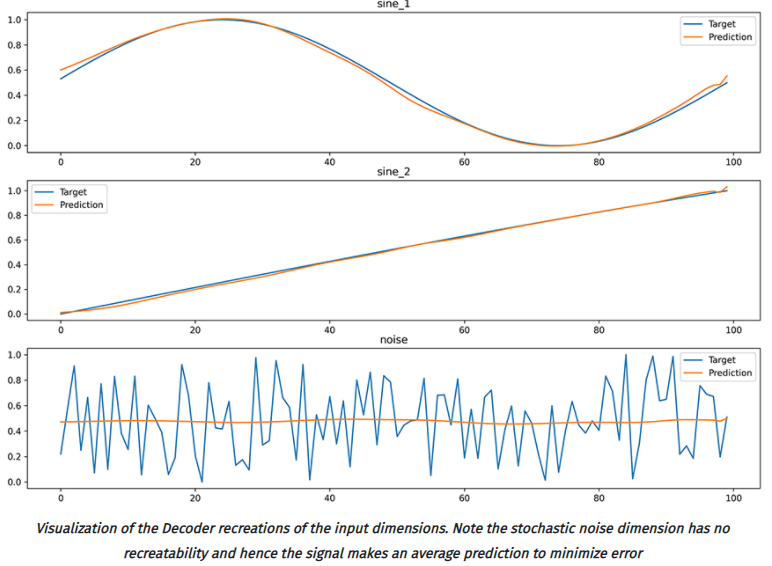 sine_1
1.0
0.8
0.6
0.4
0.2
0.0
Target
Prediction
0 20 40 60 80 100
sine_2
1.0
0.8
0.6
0.4
0.2
0.0
Target
Prediction
0 20 40 60 80 100
noise
1.0
0.8
0.6
0.4
0.2
0.0
Target
Prediction
0 20 40 60 80 100
Visualization of the Decoder recreations of the input dimensions. Note the stochastic noise dimension has no
recreatability and hence the signal makes an average prediction to minimize error